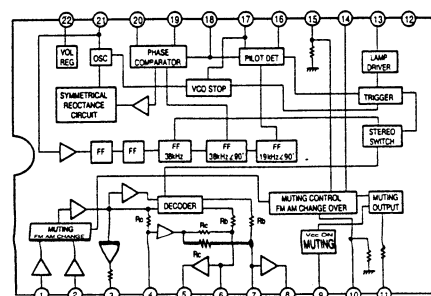 22 21 20 19 18 17 16 15 14 13 12
VOL
REG
OSC
PHASE
COMPARATOR
PILOT DET
LAMP
DRIVER
SYMMETRICAL
REOCTANCE
CIRCUIT
VCO STOP
TRIGGER
STEREO
SWITCH
FF
FF
FF
38kHz
FF
38kHz∠90°
FF
19kHz∠90°
DECODER
MUTING CONTROL
FM AM CHANGE OVER
MUTING
OUTPUT
MUTING
FM AM CHANGE
Ra
Rc
Rb
Rb
Rc
Vcc ON
MUTING
1 2 3 4 5 6 7 8 9 10 11